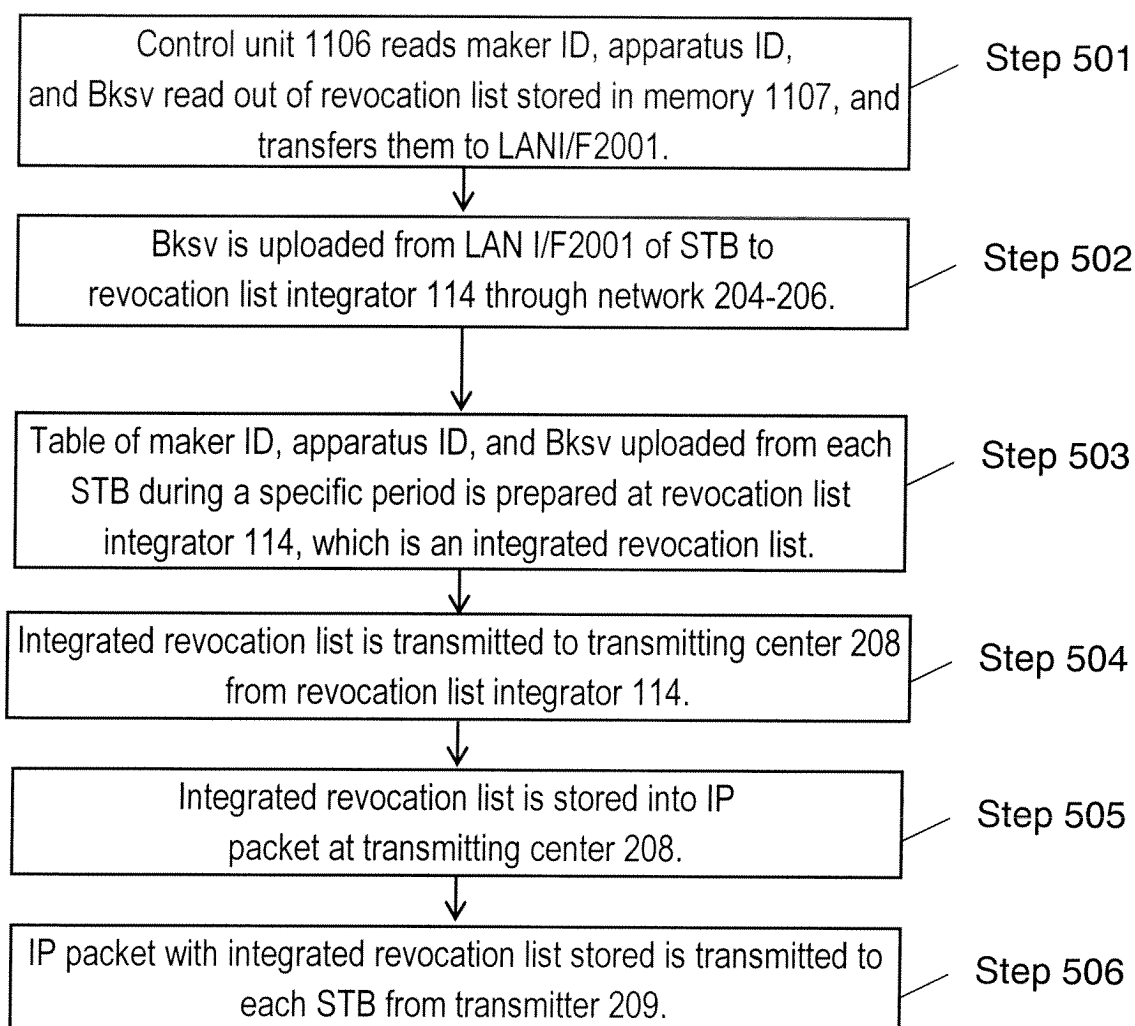 Control unit 1106 reads maker ID, apparatus ID,
and Bksv read out of revocation list stored in memory 1107, and
transfers them to LANI/F2001.
Step 501
Bksv is uploaded from LAN I/F2001 of STB to
revocation list integrator 114 through network 204-206.
Step 502
Table of maker ID, apparatus ID, and Bksv uploaded from each
STB during a specific period is prepared at revocation list
integrator 114, which is an integrated revocation list.
Step 503
Integrated revocation list is transmitted to transmitting center 208
from revocation list integrator 114.
Step 504
Integrated revocation list is stored into IP
packet at transmitting center 208.
Step 505
IP packet with integrated revocation list stored is transmitted to
each STB from transmitter 209.
Step 506